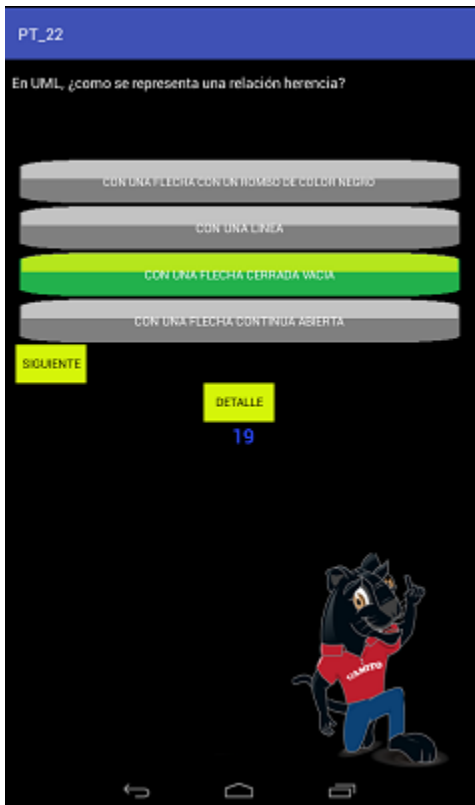 PT_22
En UML, ¿como se representa una relación herencia?
CON UNA FLECHA CON UN ROMBO DE COLOR NEGRO
CON UNA LINEA
CON UNA FLECHA CERRADA VACIA
CON UNA FLECHA CONTINUA ABIERTA
SIGUIENTE
DETALLE
19
GAMITO